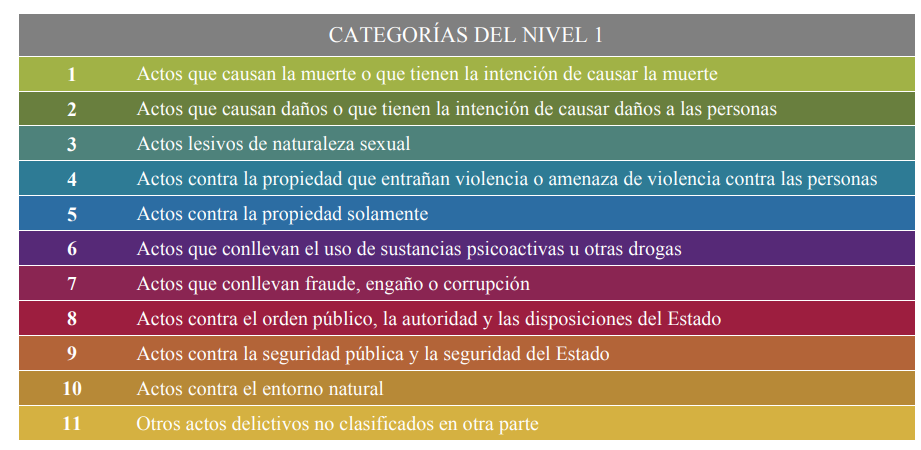 CATEGORÍAS DEL NIVEL 1
1 Actos que causan la muerte o que tienen la intención de causar la muerte
2 Actos que causan daños o que tienen la intención de causar daños a las personas
3 Actos lesivos de naturaleza sexual
4 Actos contra la propiedad que entrañan violencia o amenaza de violencia contra las personas
5 Actos contra la propiedad solamente
6 Actos que conllevan el uso de sustancias psicoactivas u otras drogas
7 Actos que conllevan fraude, engaño o corrupción
8 Actos contra el orden público, la autoridad y las disposiciones del Estado
9 Actos contra la seguridad pública y la seguridad del Estado
10 Actos contra el entorno natural
11 Otros actos delictivos no clasificados en otra parte